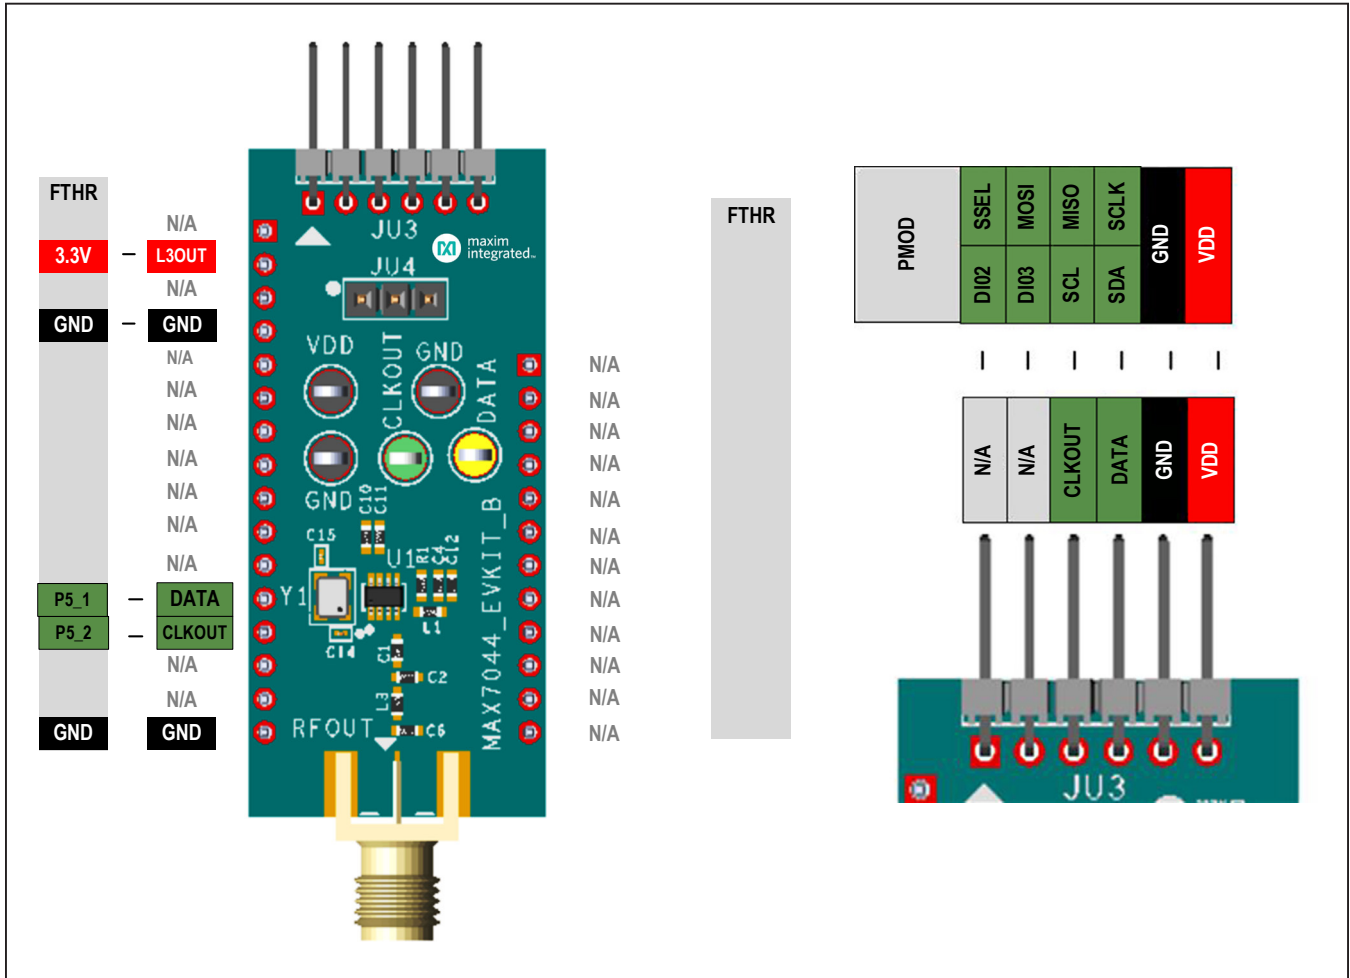 FTHR
N/A
3.3V – L3OUT
N/A
GND – GND
N/A
N/A
N/A
N/A
N/A
N/A
N/A
P5_1 – DATA
P5_2 – CLKOUT
N/A
N/A
GND GND
JU3
maxim
integrated™
JU4
VDD
CLKOUT
GND
DATA
GND
C10
C11
C15
U1
R1
C4
C12
Y1
L1
C14
C1
C2
L3
RFOUT
C6
MAX7044_EVKIT_B
N/A
N/A
N/A
N/A
N/A
N/A
N/A
N/A
N/A
N/A
N/A
N/A
FTHR
PMOD
SSEL
MOSI
MISO
SCLK
GND
VDD
DI02
DI03
SCL
SDA
N/A
N/A
CLKOUT
DATA
GND
VDD
JU3